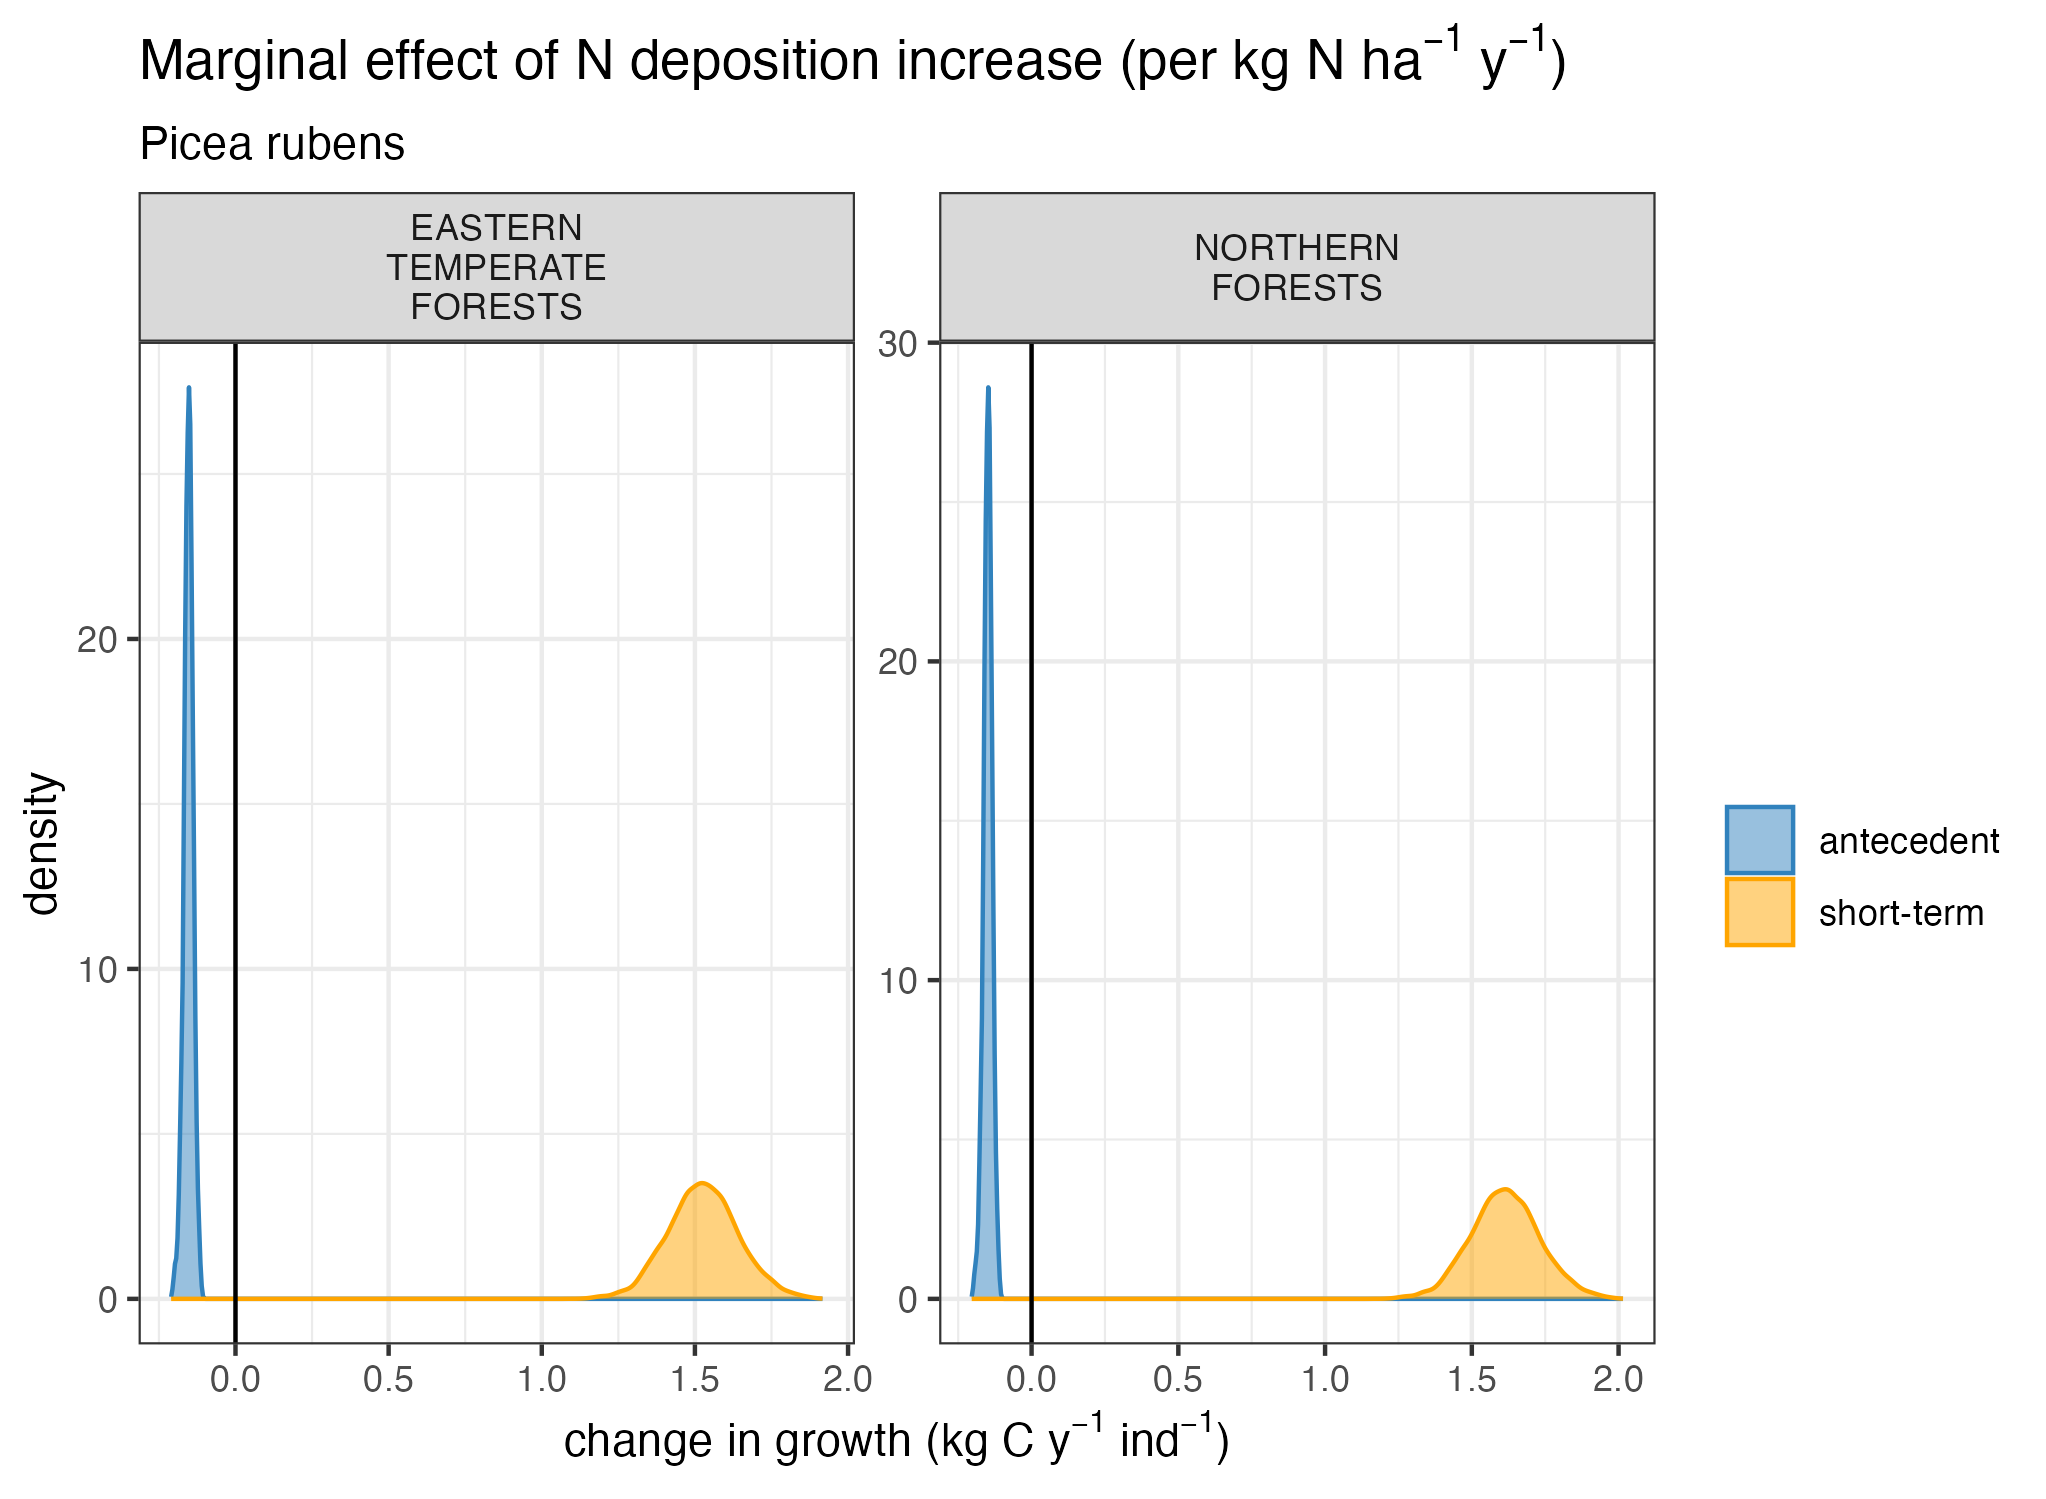 Marginal effect of N deposition increase (per kg N ha⁻¹ y⁻¹)
Picea rubens
EASTERN
TEMPERATE
FORESTS
NORTHERN
FORESTS
density
20
10
0
30
20
10
0
0.0 0.5 1.0 1.5 2.0
0.0 0.5 1.0 1.5 2.0
change in growth (kg C y⁻¹ ind⁻¹)
antecedent
short-term